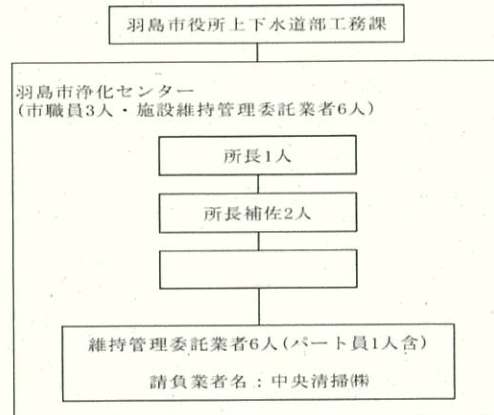 羽島市役所上下水道部工務課
羽島市浄化センター
(市職員3人・施設維持管理委託業者6人)
所長1人
所長補佐2人
維持管理委託業者6人(パート員1人含)
請負業者名：中央清掃㈱